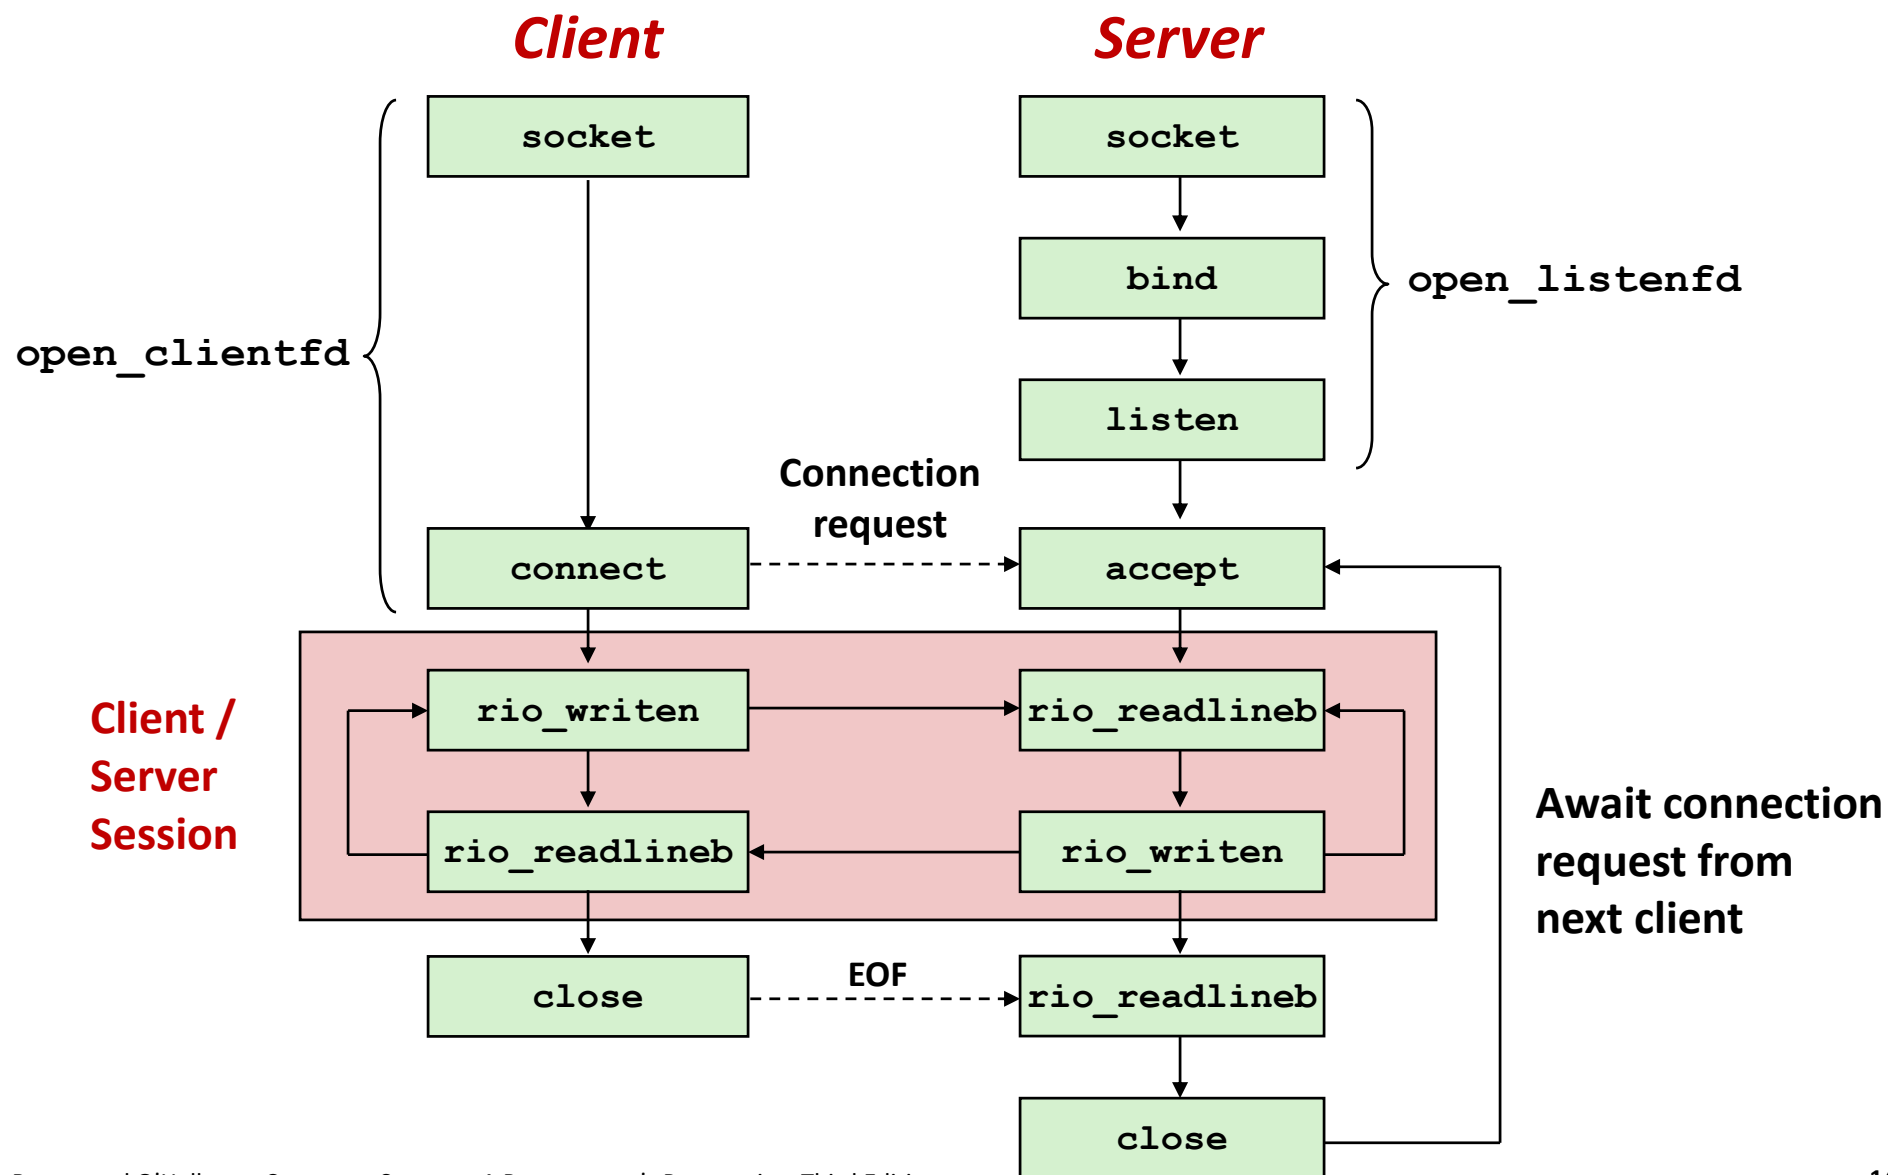 Client
Server
socket
socket
bind
open_listenfd
open_clientfd
listen
Connection
request
connect
accept
Client /
Server
Session
rio_writen
rio_readlineb
rio_readlineb
rio_writen
Await connection
request from
next client
close
EOF
rio_readlineb
close